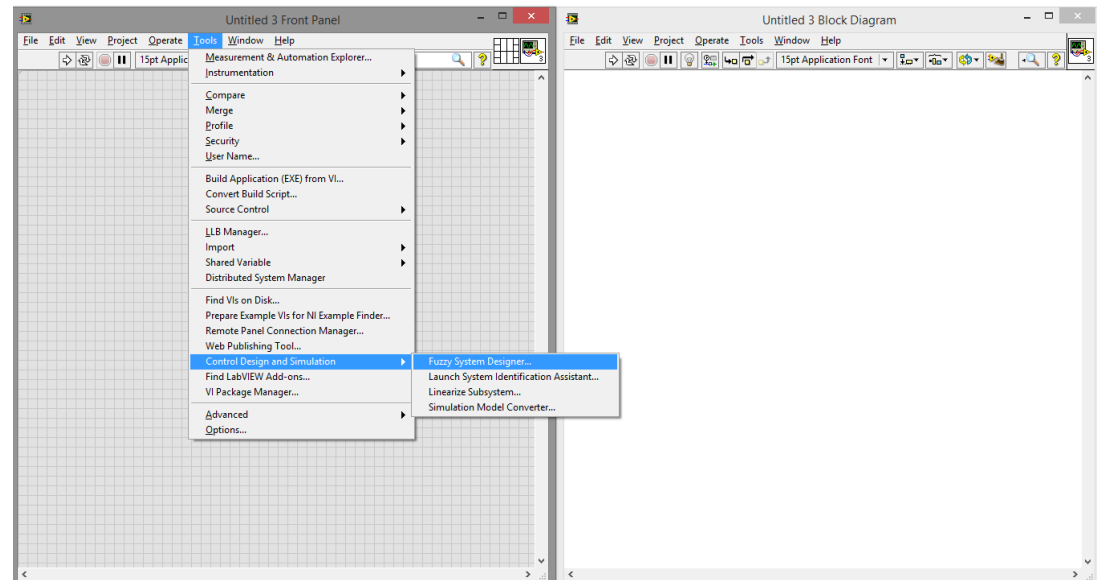 Untitled 3 Front Panel
File Edit View Project Operate Tools Window Help
15pt Applic
3
Measurement & Automation Explorer...
Instrumentation
Compare
Merge
Profile
Security
User Name...
Build Application (EXE) from VI...
Convert Build Script...
Source Control
LLB Manager...
Import
Shared Variable
Distributed System Manager
Find VIs on Disk...
Prepare Example VIs for NI Example Finder...
Remote Panel Connection Manager...
Web Publishing Tool...
Control Design and Simulation
Find LabVIEW Add-ons...
VI Package Manager...
Advanced
Options...
Fuzzy System Designer...
Launch System Identification Assistant...
Linearize Subsystem...
Simulation Model Converter...
Untitled 3 Block Diagram
File Edit View Project Operate Tools Window Help
15pt Application Font
3